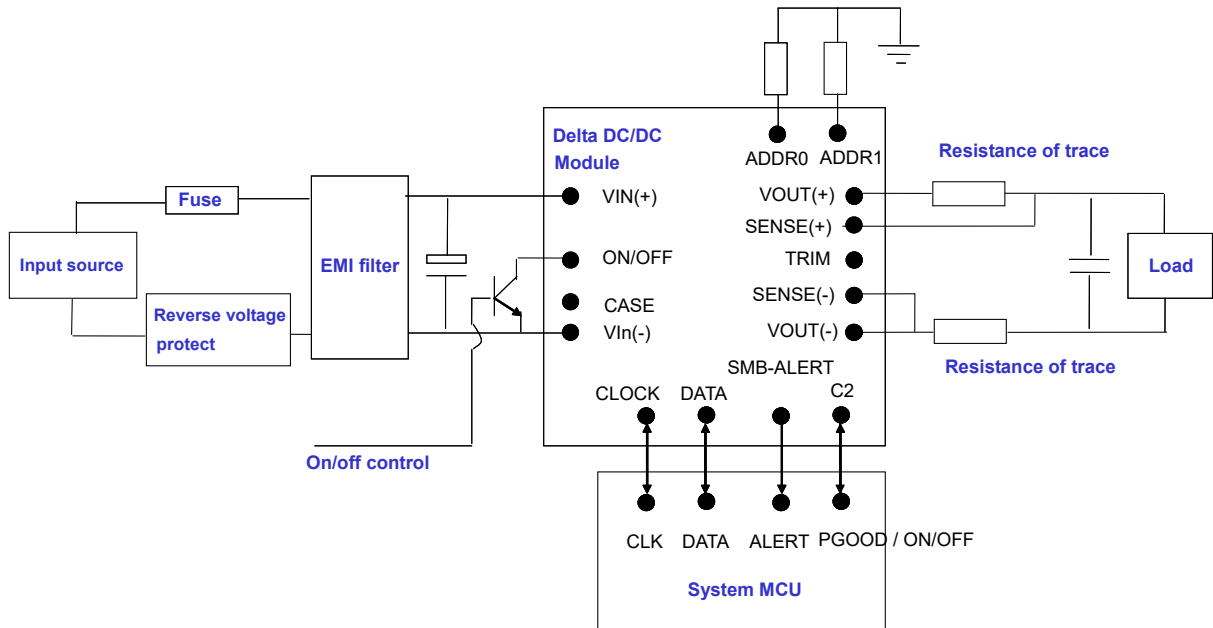 Delta DC/DC
Module
ADDR0
ADDR1
Resistance of trace
Fuse
VIN(+)
VOUT(+)
SENSE(+)
Input source
EMI filter
ON/OFF
TRIM
Load
CASE
SENSE(-)
Reverse voltage
protect
VIn(-)
VOUT(-)
Resistance of trace
SMB-ALERT
CLOCK
DATA
C2
On/off control
CLK
DATA
ALERT
PGOOD / ON/OFF
System MCU